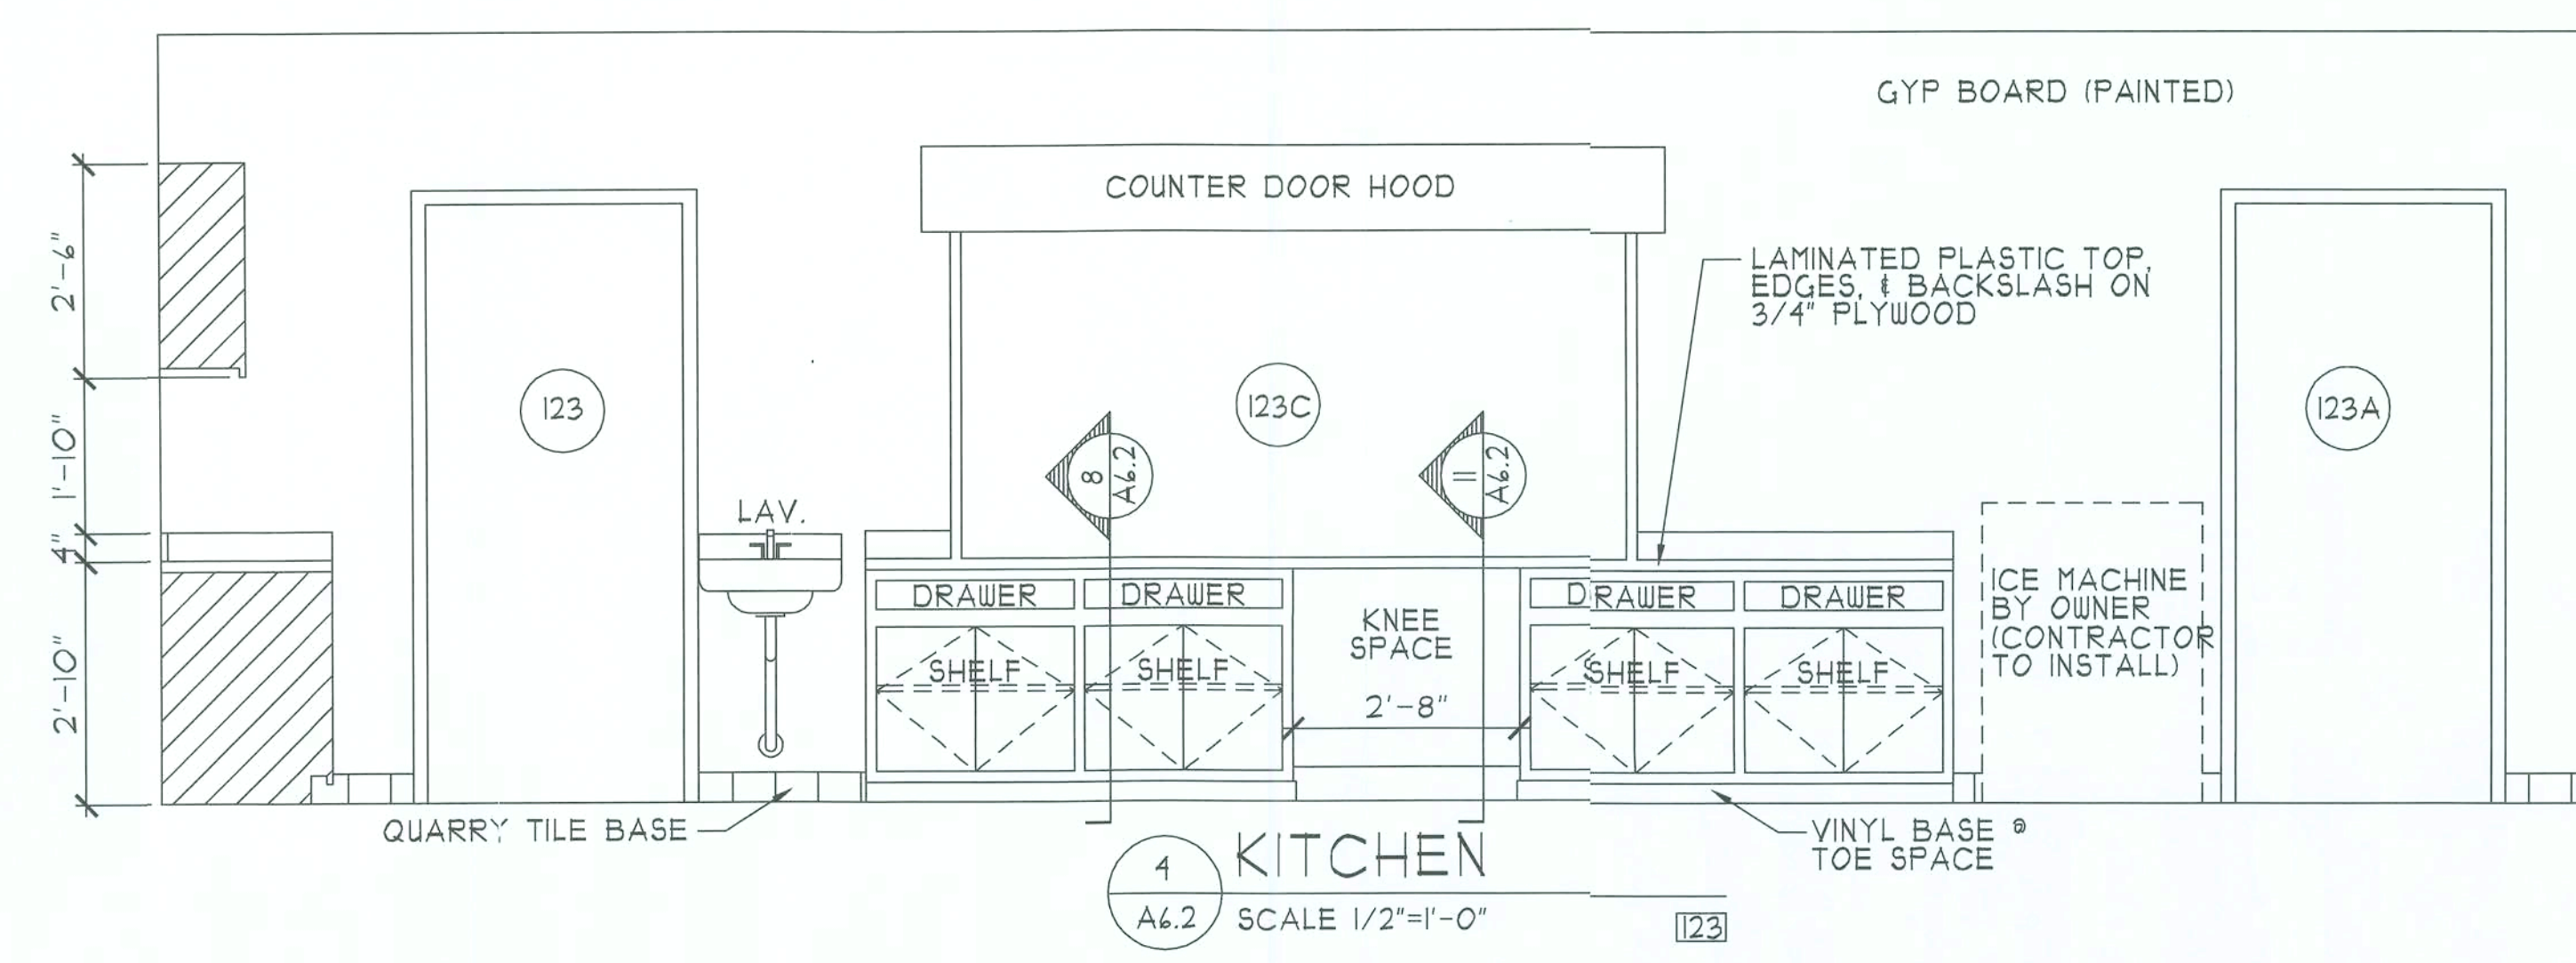 GYP BOARD (PAINTED)
COUNTER DOOR HOOD
2'-6"
LAMINATED PLASTIC TOP,
EDGES, & BACKSLASH ON
3/4" PLYWOOD
123
123C
123A
1'-10"
8
A6.2
11
A6.2
LAV.
4"
DRAWER
DRAWER
DRAWER
DRAWER
KNEE
SPACE
ICE MACHINE
BY OWNER
(CONTRACTOR
TO INSTALL)
SHELF
SHELF
SHELF
SHELF
2'-10"
2'-8"
QUARRY TILE BASE
VINYL BASE @
TOE SPACE
4
A6.2
KITCHEN
SCALE 1/2"=1'-0"
123